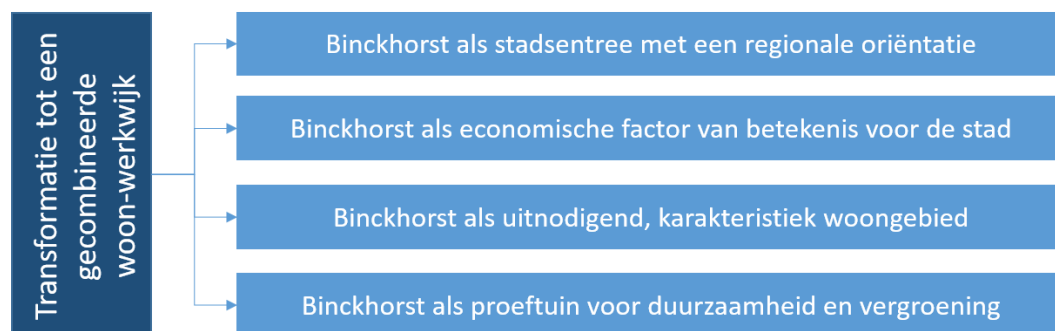 Transformatie tot een
gecombineerde
woon-werkwijk
Binckhorst als stadsentree met een regionale oriëntatie
Binckhorst als economische factor van betekenis voor de stad
Binckhorst als uitnodigend, karakteristiek woongebied
Binckhorst als proeftuin voor duurzaamheid en vergroening